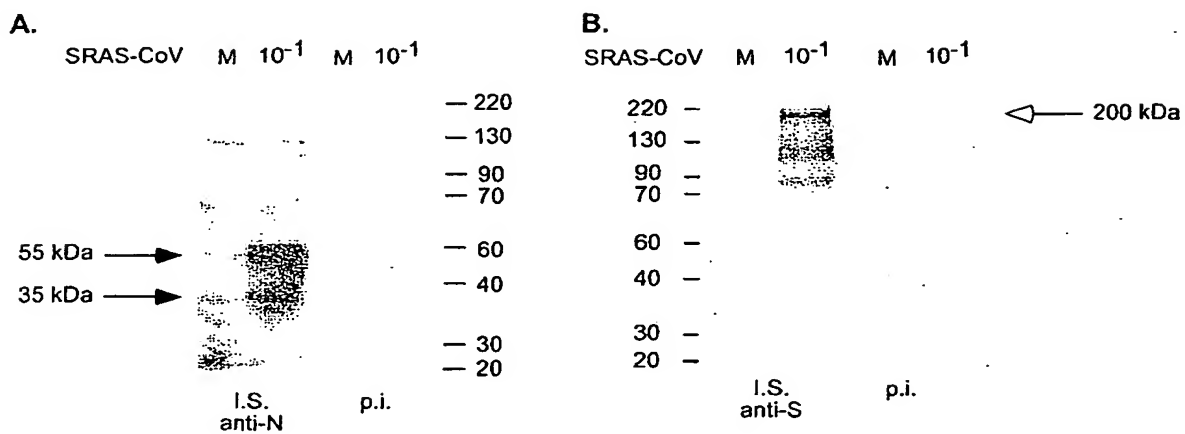 A.
SRAS-CoV M 10⁻¹ M 10⁻¹
220
130
90
70
60
40
30
20
55 kDa
35 kDa
I.S.
anti-N
p.i.
B.
SRAS-CoV M 10⁻¹ M 10⁻¹
220
130
90
70
60
40
30
20
200 kDa
I.S.
anti-S
p.i.